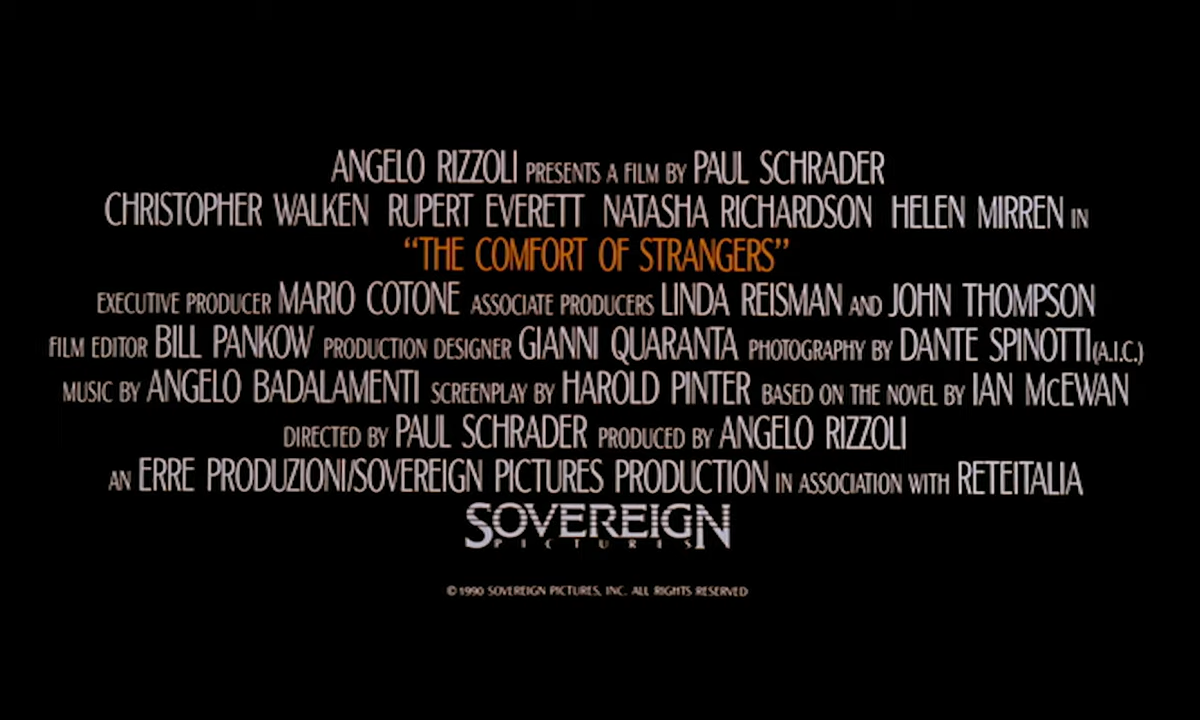 ANGELO RIZZOLI PRESENTS A FILM BY PAUL SCHRADER
CHRISTOPHER WALKEN RUPERT EVERETT NATASHA RICHARDSON HELEN MIRREN IN
“THE COMFORT OF STRANGERS”
EXECUTIVE PRODUCER MARIO COTONE ASSOCIATE PRODUCERS LINDA REISMAN AND JOHN THOMPSON
FILM EDITOR BILL PANKOW PRODUCTION DESIGNER GIANNI QUARANTA PHOTOGRAPHY BY DANTE SPINOTTI (A.I.C.)
MUSIC BY ANGELO BADALAMENTI SCREENPLAY BY HAROLD PINTER BASED ON THE NOVEL BY IAN McEWAN
DIRECTED BY PAUL SCHRADER PRODUCED BY ANGELO RIZZOLI
AN ERRE PRODUZIONI/SOVEREIGN PICTURES PRODUCTION IN ASSOCIATION WITH RETEITALIA
SOVEREIGN
PICTURES
©1990 SOVEREIGN PICTURES, INC. ALL RIGHTS RESERVED